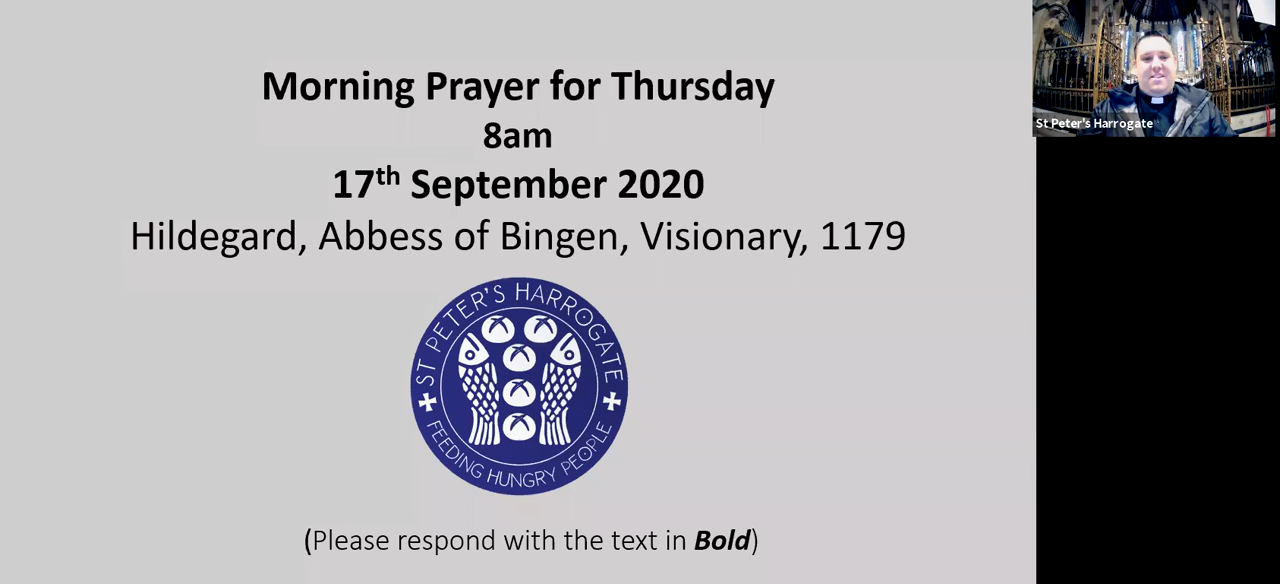 Morning Prayer for Thursday
8am
17th September 2020
Hildegard, Abbess of Bingen, Visionary, 1179
ST PETER'S HARROGATE
FEEDING HUNGRY PEOPLE
(Please respond with the text in Bold)
St Peter's Harrogate